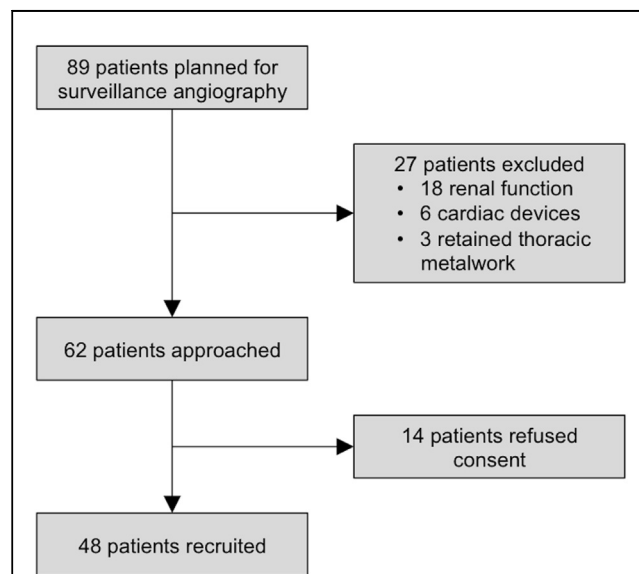 89 patients planned for
surveillance angiography
27 patients excluded
• 18 renal function
• 6 cardiac devices
• 3 retained thoracic
metalwork
62 patients approached
14 patients refused
consent
48 patients recruited